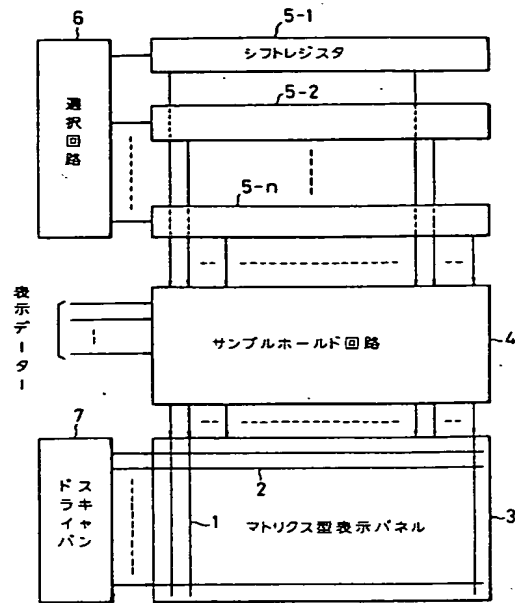 6
5-1
シフトレジスタ
5-2
選択回路
5-n
表示データー
サンプルホールド回路
4
7
スキャンドライバ
2
1
マトリクス型表示パネル
3